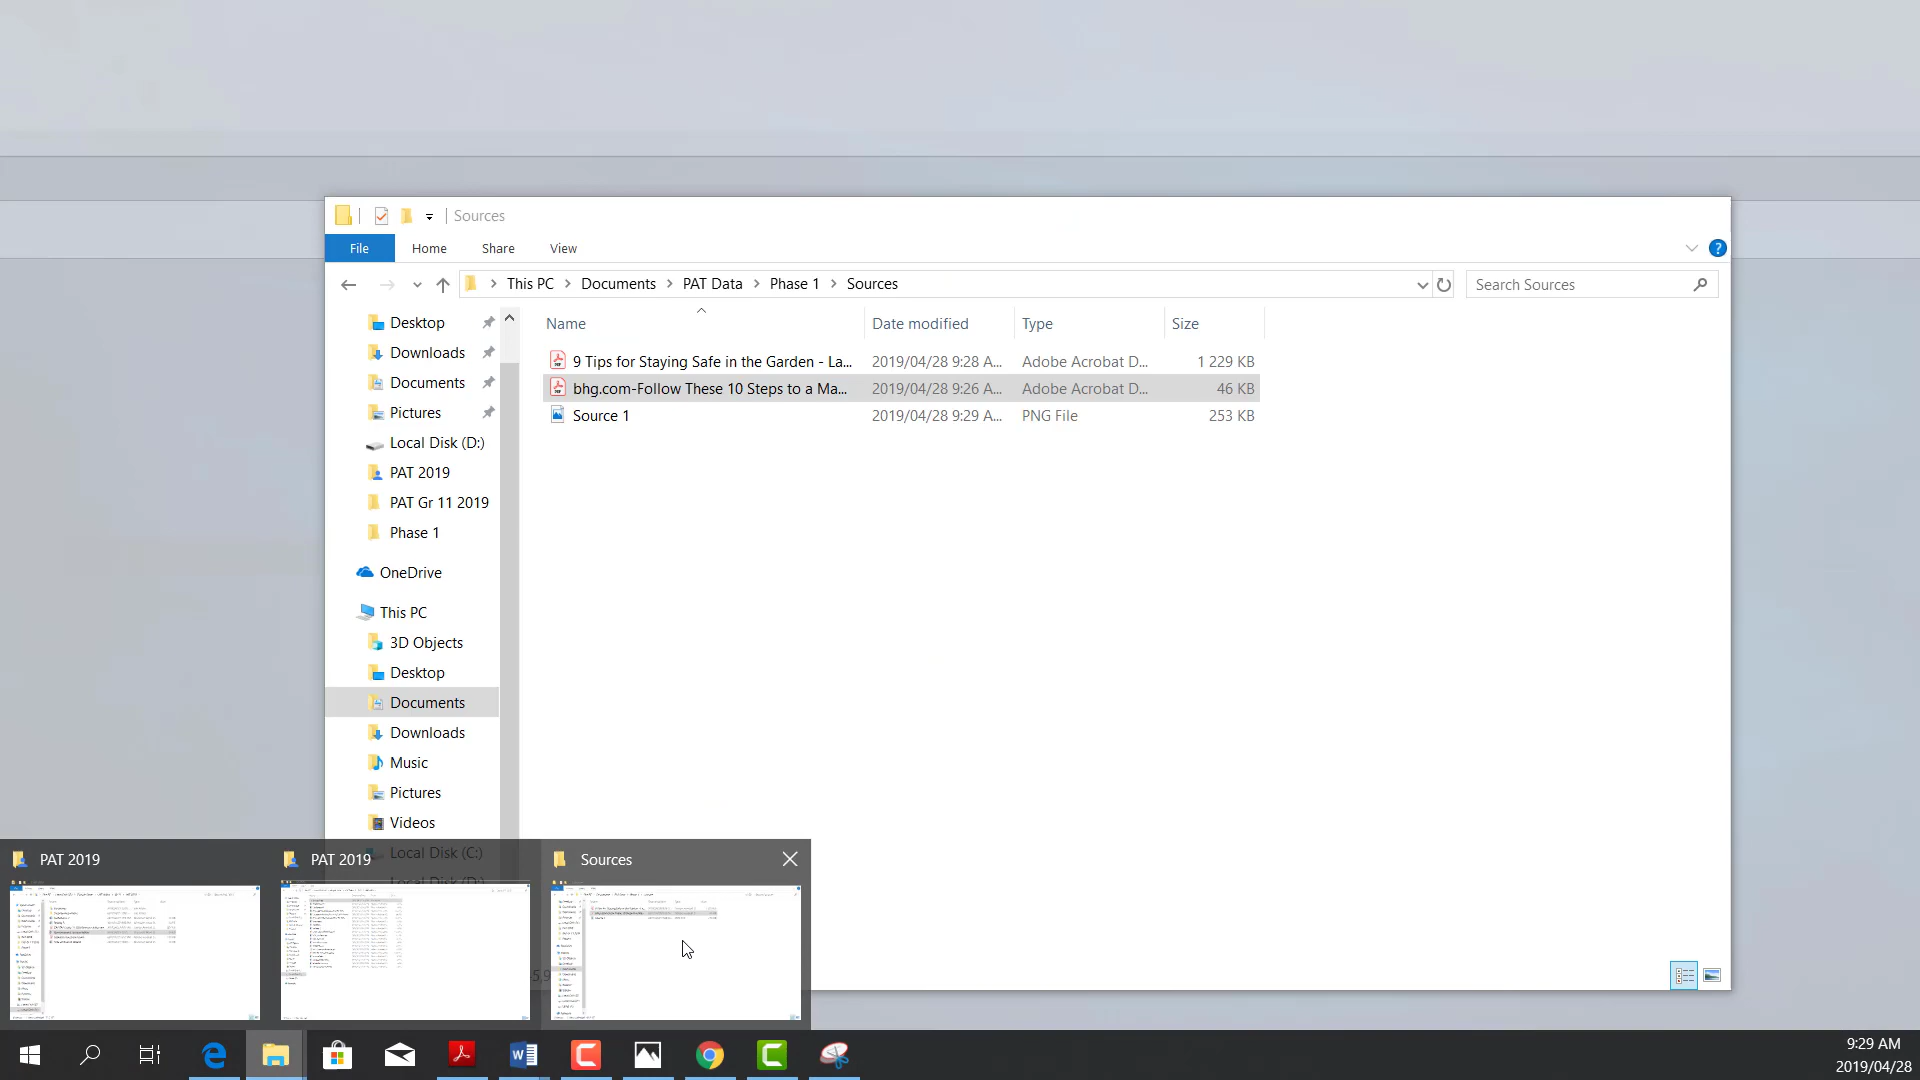 Sources
File Home Share View
This PC Documents PAT Data Phase 1 Sources
Search Sources
Name Date modified Type Size
9 Tips for Staying Safe in the Garden - La... 2019/04/28 9:28 A... Adobe Acrobat D... 1 229 KB
bhg.com-Follow These 10 Steps to a Ma... 2019/04/28 9:26 A... Adobe Acrobat D... 46 KB
Source 1 2019/04/28 9:29 A... PNG File 253 KB
Desktop
Downloads
Documents
Pictures
Local Disk (D:)
PAT 2019
PAT Gr 11 2019
Phase 1
OneDrive
This PC
3D Objects
Desktop
Documents
Downloads
Music
Pictures
Videos
Local Disk (C:)
Local Disk (D:)
PAT 2019 PAT 2019 Sources
9:29 AM
2019/04/28